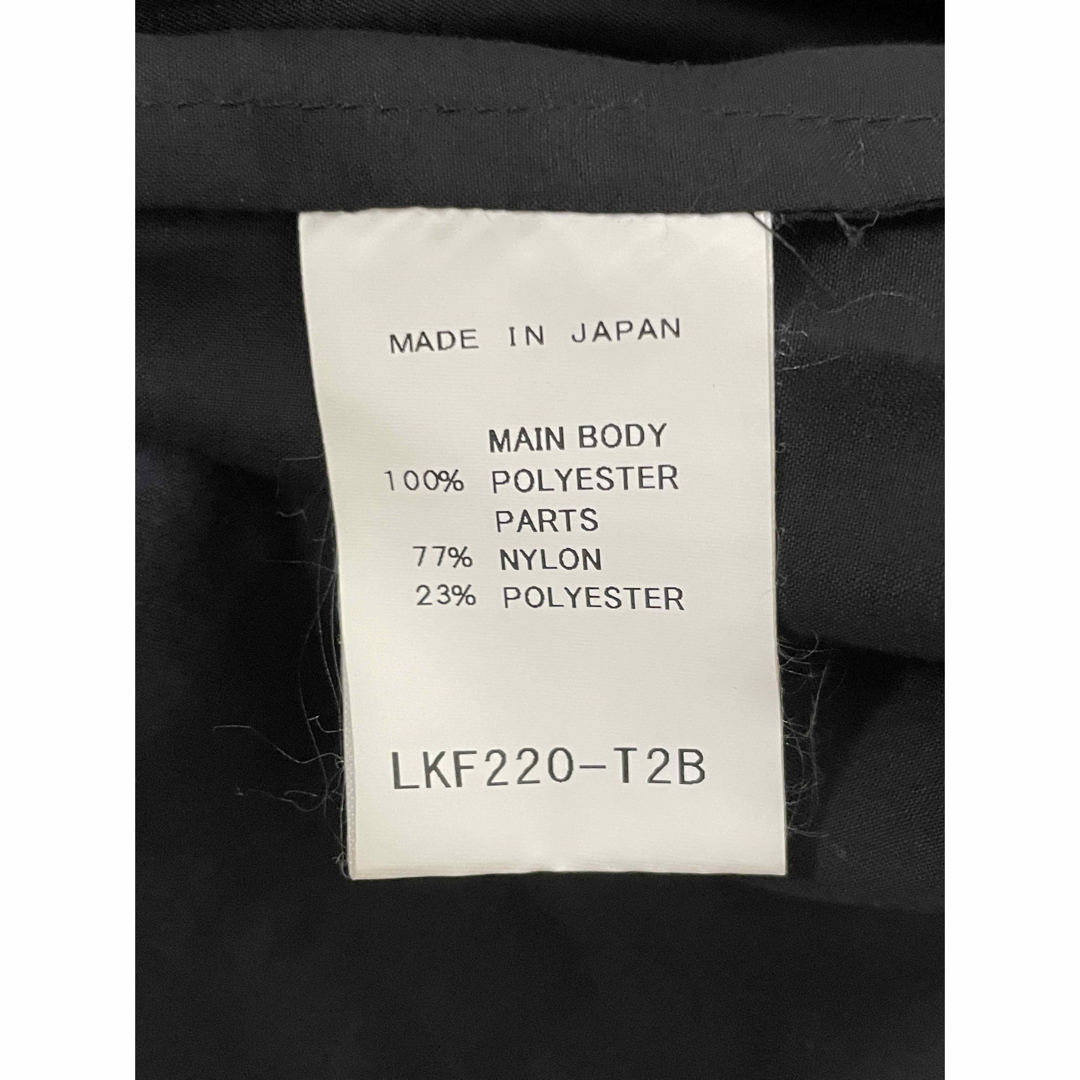 MADE IN JAPAN
MAIN BODY
100% POLYESTER
PARTS
77% NYLON
23% POLYESTER
LKF220-T2B